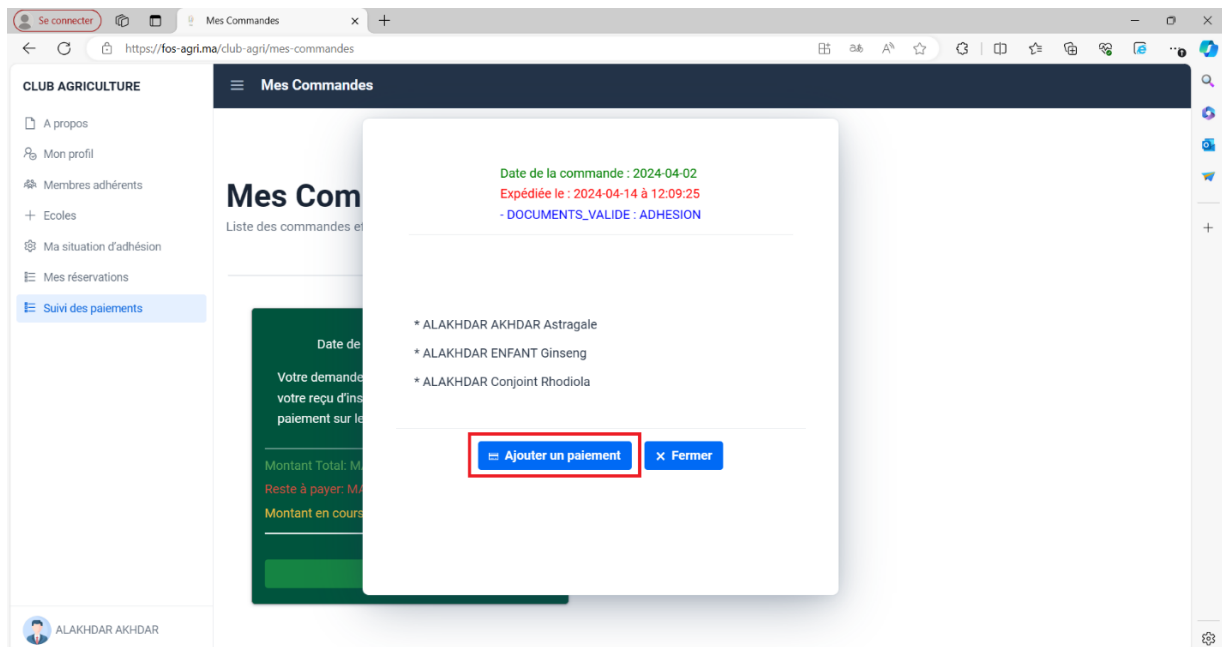 Se connecter
Mes Commandes
https://fos-agri.ma/club-agri/mes-commandes
CLUB AGRICULTURE
Mes Commandes
A propos
Mon profil
Membres adhérents
Ecoles
Ma situation d'adhésion
Mes réservations
Suivi des paiements
ALAKHDAR AKHDAR
Mes Com
Liste des commandes et
Date de
Votre demande
votre reçu d'ins
paiement sur le
Montant Total: M
Reste à payer: MA
Montant en cours
Date de la commande : 2024-04-02
Expédiée le : 2024-04-14 à 12:09:25
- DOCUMENTS_VALIDE : ADHESION
* ALAKHDAR AKHDAR Astragale
* ALAKHDAR ENFANT Ginseng
* ALAKHDAR Conjoint Rhodiola
Ajouter un paiement
× Fermer